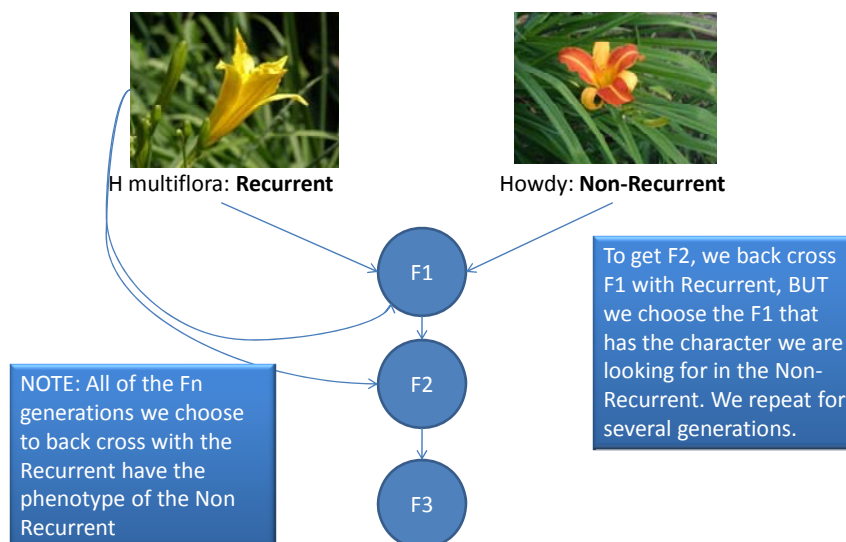 H multiflora: Recurrent
Howdy: Non-Recurrent
F1
To get F2, we back cross
F1 with Recurrent, BUT
we choose the F1 that
has the character we are
looking for in the Non-
Recurrent. We repeat for
several generations.
F2
NOTE: All of the Fn
generations we choose
to back cross with the
Recurrent have the
phenotype of the Non
Recurrent
F3